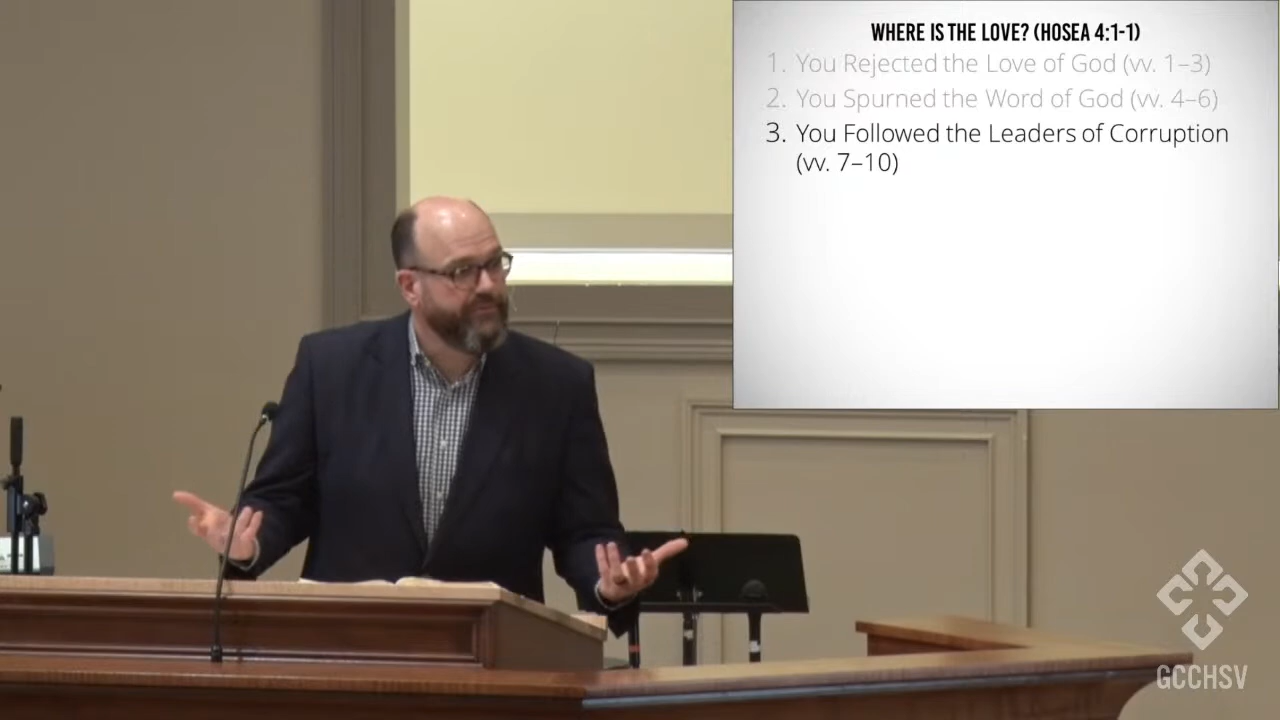 WHERE IS THE LOVE? (HOSEA 4:1-1)
1. You Rejected the Love of God (vv. 1–3)
2. You Spurned the Word of God (vv. 4–6)
3. You Followed the Leaders of Corruption
(vv. 7–10)
GCCHSV